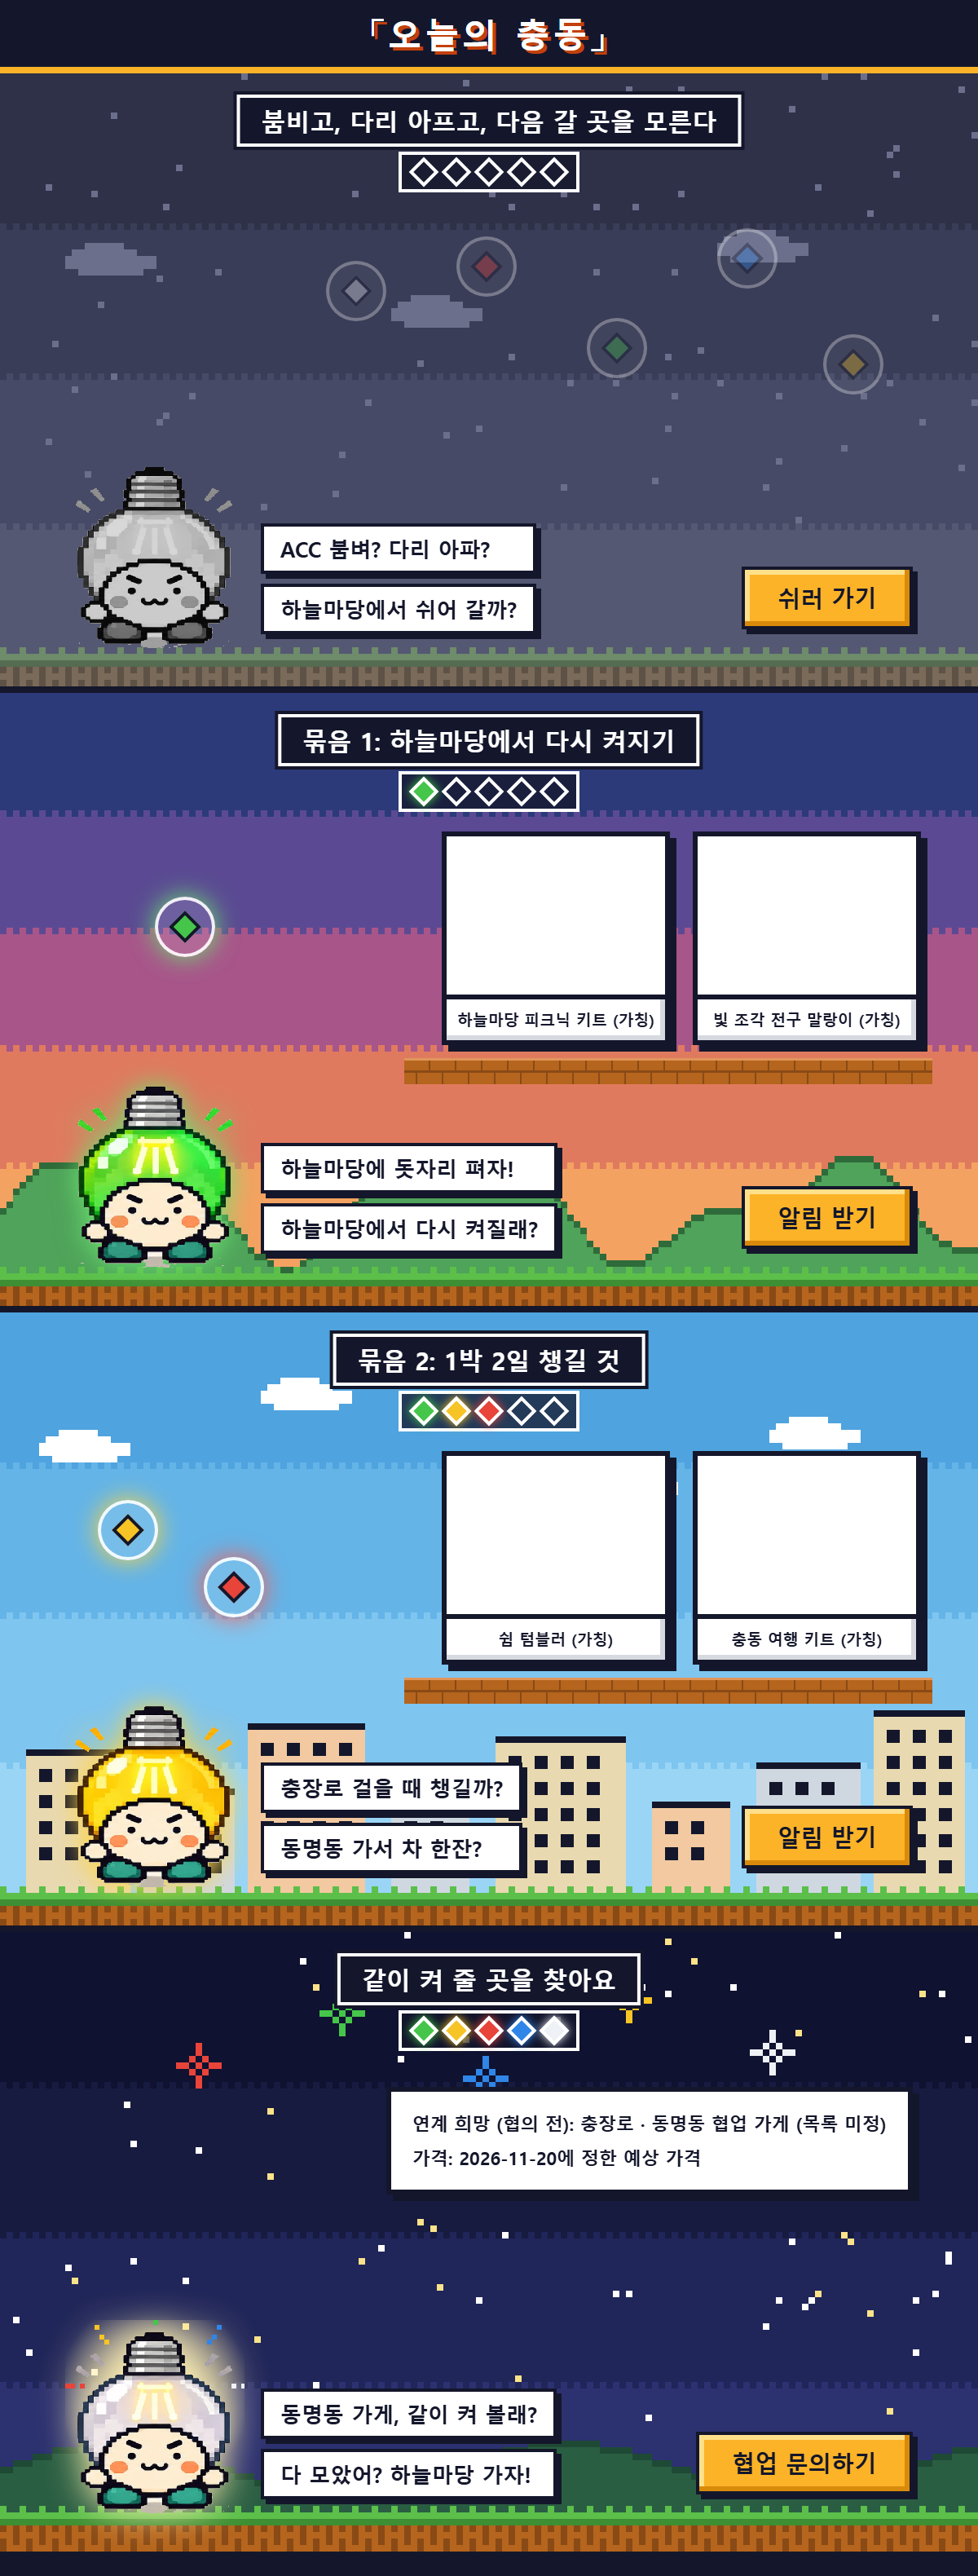 「오늘의 충동」
붐비고, 다리 아프고, 다음 갈 곳을 모른다
ACC 붐벼? 다리 아파?
하늘마당에서 쉬어 갈까?
쉬러 가기
묶음 1: 하늘마당에서 다시 켜지기
하늘마당 피크닉 키트 (가칭)
빛 조각 전구 말랑이 (가칭)
하늘마당에 돗자리 펴자!
하늘마당에서 다시 켜질래?
알림 받기
묶음 2: 1박 2일 챙길 것
쉼 텀블러 (가칭)
충동 여행 키트 (가칭)
충장로 걸을 때 챙길까?
동명동 가서 차 한잔?
알림 받기
같이 켜 줄 곳을 찾아요
연계 희망 (협의 전): 충장로 · 동명동 협업 가게 (목록 미정)
가격: 2026-11-20에 정한 예상 가격
동명동 가게, 같이 켜 볼래?
다 모았어? 하늘마당 가자!
협업 문의하기